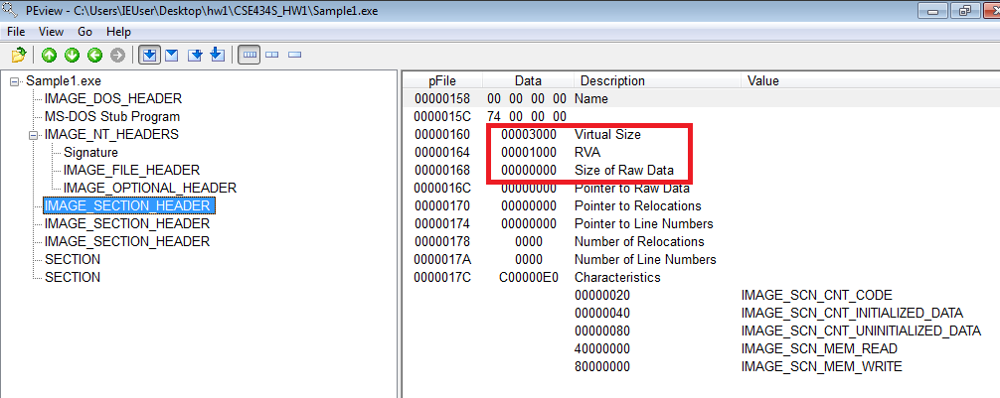 PEview - C:\Users\IEUser\Desktop\hw1\CSE434S_HW1\Sample1.exe
File View Go Help
Sample1.exe
IMAGE_DOS_HEADER
MS-DOS Stub Program
IMAGE_NT_HEADERS
Signature
IMAGE_FILE_HEADER
IMAGE_OPTIONAL_HEADER
IMAGE_SECTION_HEADER
IMAGE_SECTION_HEADER
IMAGE_SECTION_HEADER
SECTION
SECTION
pFile Data Description Value
00000158 00 00 00 00 Name
0000015C 74 00 00 00
00000160 00003000 Virtual Size
00000164 00001000 RVA
00000168 00000000 Size of Raw Data
0000016C 00000000 Pointer to Raw Data
00000170 00000000 Pointer to Relocations
00000174 00000000 Pointer to Line Numbers
00000178 0000 Number of Relocations
0000017A 0000 Number of Line Numbers
0000017C C00000E0 Characteristics
00000020 IMAGE_SCN_CNT_CODE
00000040 IMAGE_SCN_CNT_INITIALIZED_DATA
00000080 IMAGE_SCN_CNT_UNINITIALIZED_DATA
40000000 IMAGE_SCN_MEM_READ
80000000 IMAGE_SCN_MEM_WRITE